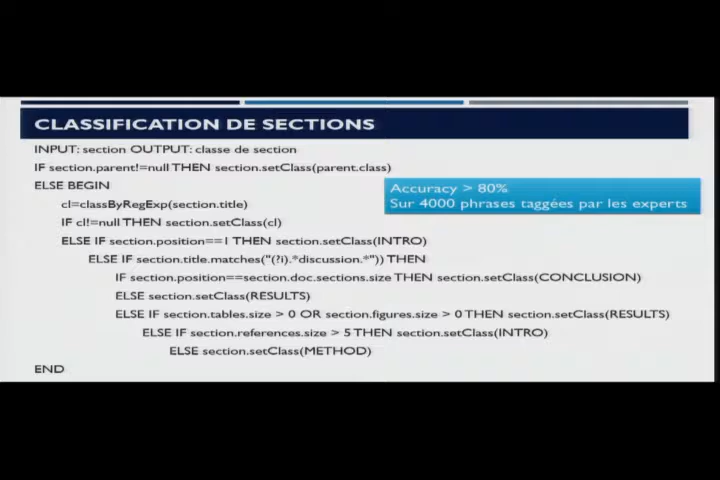 CLASSIFICATION DE SECTIONS
INPUT: section OUTPUT: classe de section
IF section.parent!=null THEN section.setClass(parent.class)
ELSE BEGIN
cl=classByRegExp(section.title)
IF cl!=null THEN section.setClass(cl)
ELSE IF section.position==1 THEN section.setClass(INTRO)
ELSE IF section.title.matches("(?i).*discussion.*")) THEN
IF section.position==section.doc.sections.size THEN section.setClass(CONCLUSION)
ELSE section.setClass(RESULTS)
ELSE IF section.tables.size > 0 OR section.figures.size > 0 THEN section.setClass(RESULTS)
ELSE IF section.references.size > 5 THEN section.setClass(INTRO)
ELSE section.setClass(METHOD)
END
Accuracy > 80%
Sur 4000 phrases taggées par les experts